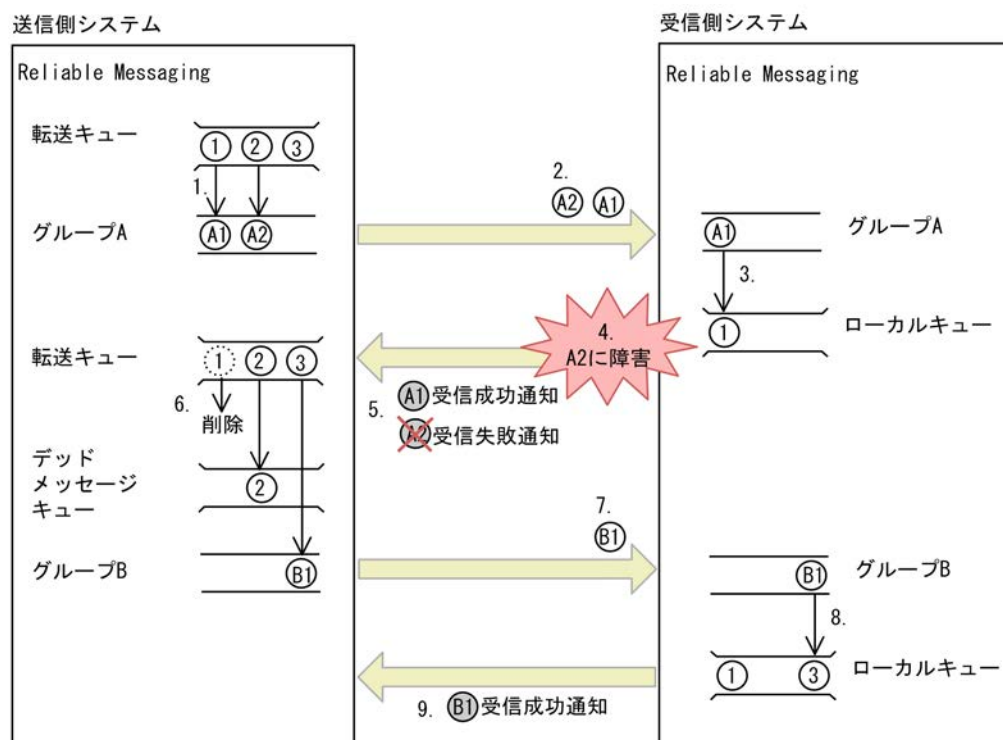 送信側システム
受信側システム
Reliable Messaging
Reliable Messaging
転送キュー
1 2 3
1.
グループA
A1 A2
2.
A2 A1
A1
グループA
3.
1
ローカルキュー
4.
A2に障害
転送キュー
1 2 3
6.
削除
5.
A1 受信成功通知
A2 受信失敗通知
デッド
メッセージ
キュー
2
7.
B1
グループB
B1
B1
グループB
8.
1 3
ローカルキュー
9. B1 受信成功通知